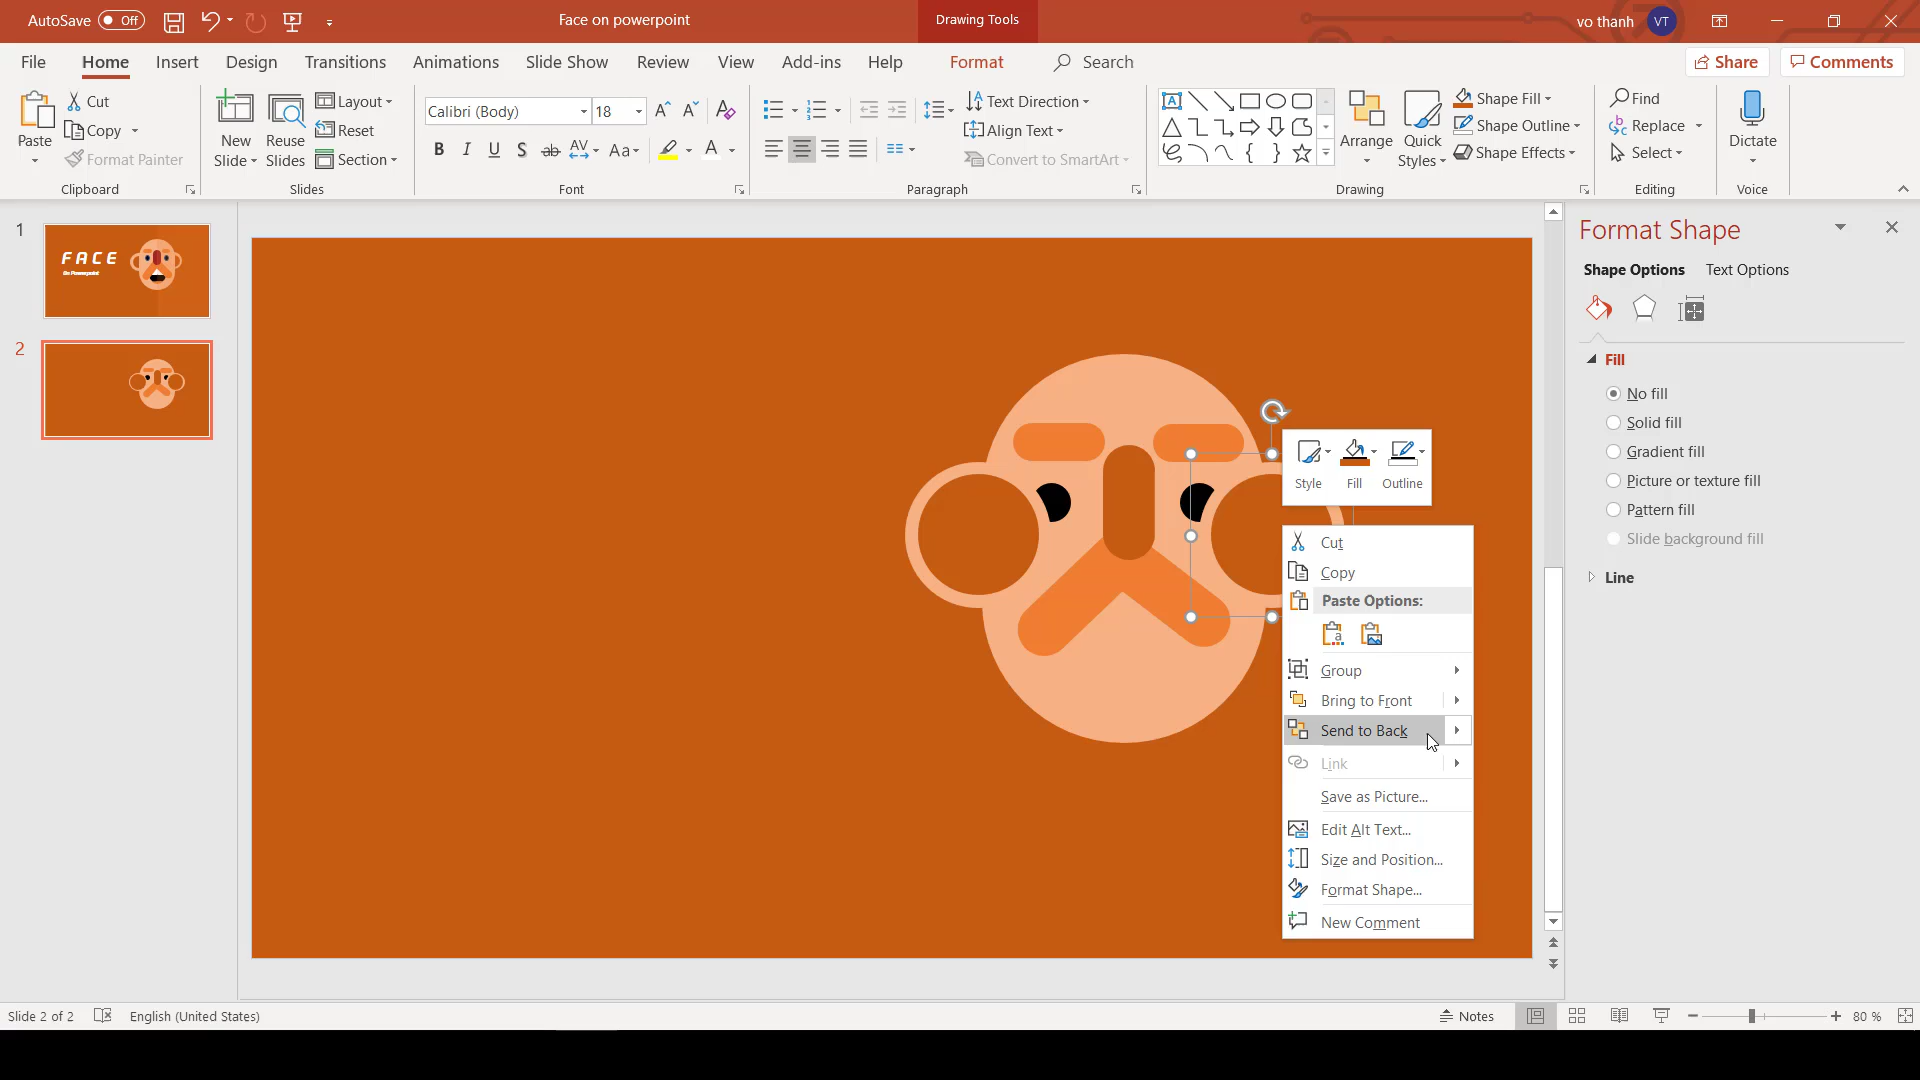 AutoSave Off
Face on powerpoint
Drawing Tools
vo thanh VT
File Home Insert Design Transitions Animations Slide Show Review View Add-ins Help Format Search Share Comments
Paste
Cut
Copy
Format Painter
Clipboard
New Slide
Reuse Slides
Layout
Reset
Section
Slides
Calibri (Body) 18
Font
Text Direction
Align Text
Convert to SmartArt
Paragraph
Arrange
Quick Styles
Shape Fill
Shape Outline
Shape Effects
Drawing
Find
Replace
Select
Editing
Dictate
Voice
1
FACE
On Powerpoint
2
Style Fill Outline
Cut
Copy
Paste Options:
Group
Bring to Front
Send to Back
Link
Save as Picture...
Edit Alt Text...
Size and Position...
Format Shape...
New Comment
Format Shape
Shape Options Text Options
Fill
No fill
Solid fill
Gradient fill
Picture or texture fill
Pattern fill
Slide background fill
Line
Slide 2 of 2 English (United States) Notes 80 %